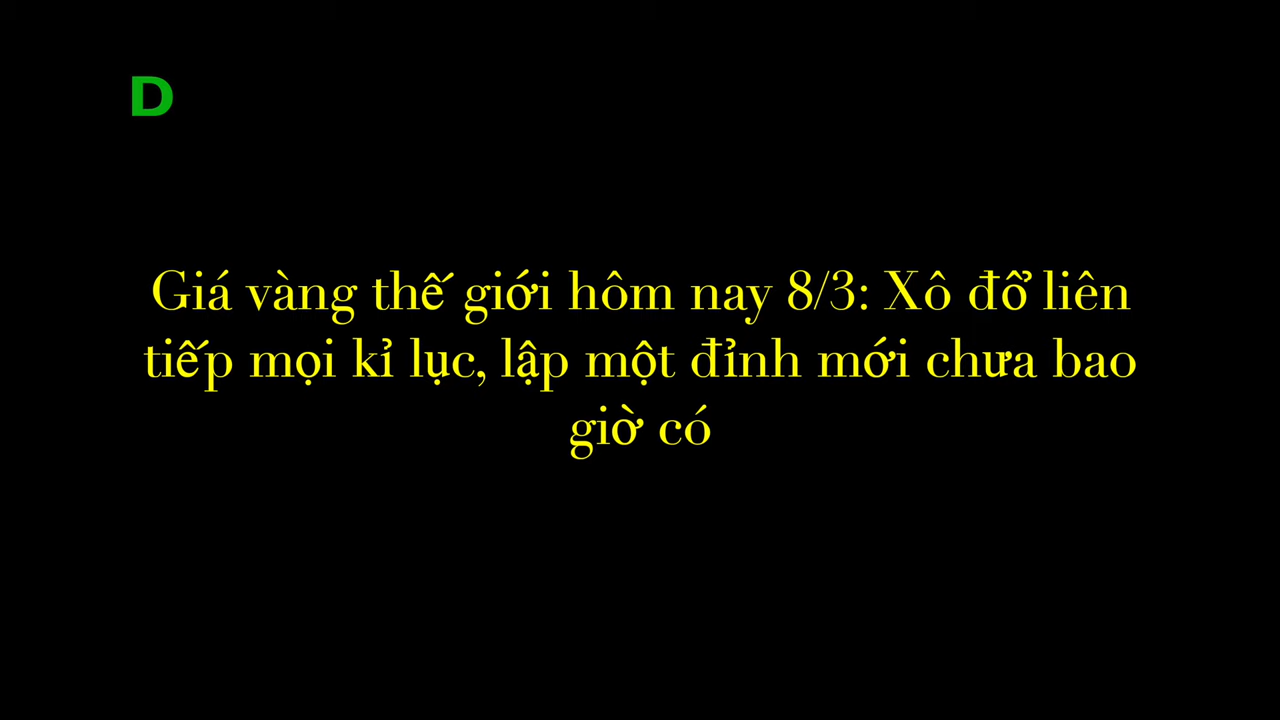 D
Giá vàng thế giới hôm nay 8/3: Xô đổ liên
tiếp mọi kỉ lục, lập một đỉnh mới chưa bao
giờ có